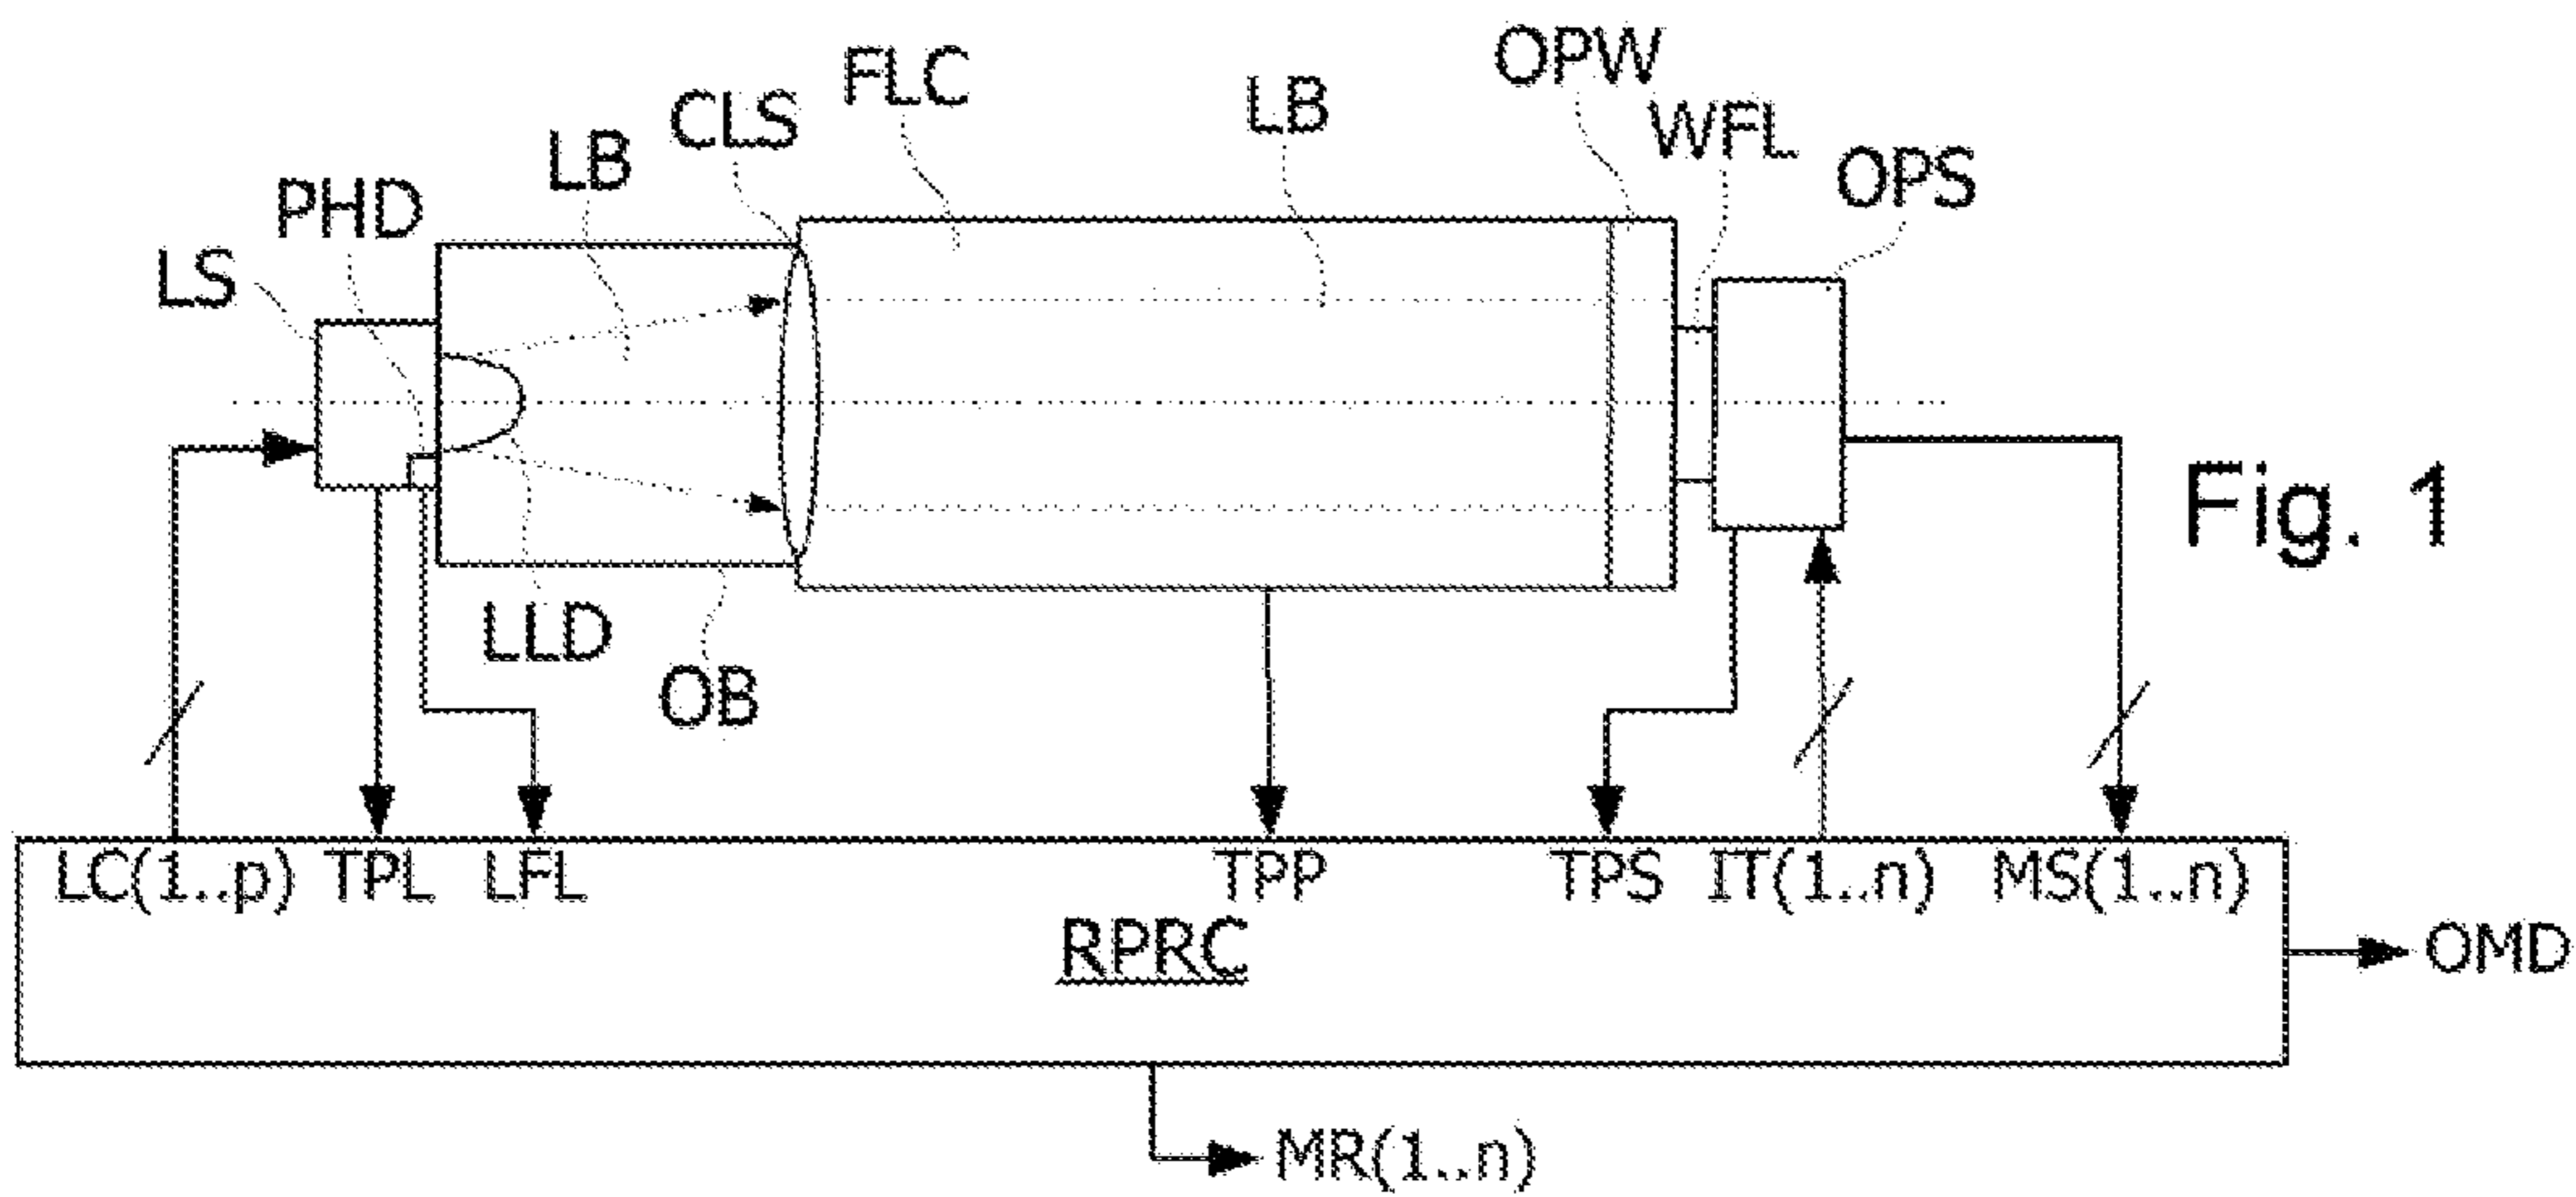 OPW
FLC
LB
CLS
WFL
LB
OPS
PHD
LS
Fig. 1
LLD
OB
LC(1..p) TPL LFL TPP TPS IT(1..n) MS(1..n)
RPRC
OMD
MR(1..n)